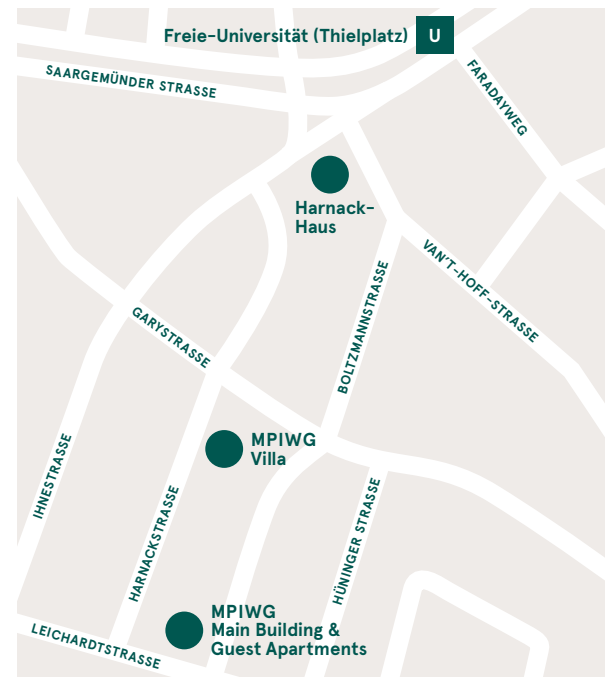 Freie-Universität (Thielplatz)
U
SAARGEMÜNDER STRASSE
FARADAYWEG
Harnack-
Haus
VAN'T-HOFF-STRASSE
BOLTZMANNSTRASSE
GARYSTRASSE
MPIWG
Villa
IHNESTRASSE
HARNACKSTRASSE
HÜNINGER STRASSE
MPIWG
Main Building &
Guest Apartments
LEICHARDTSTRASSE